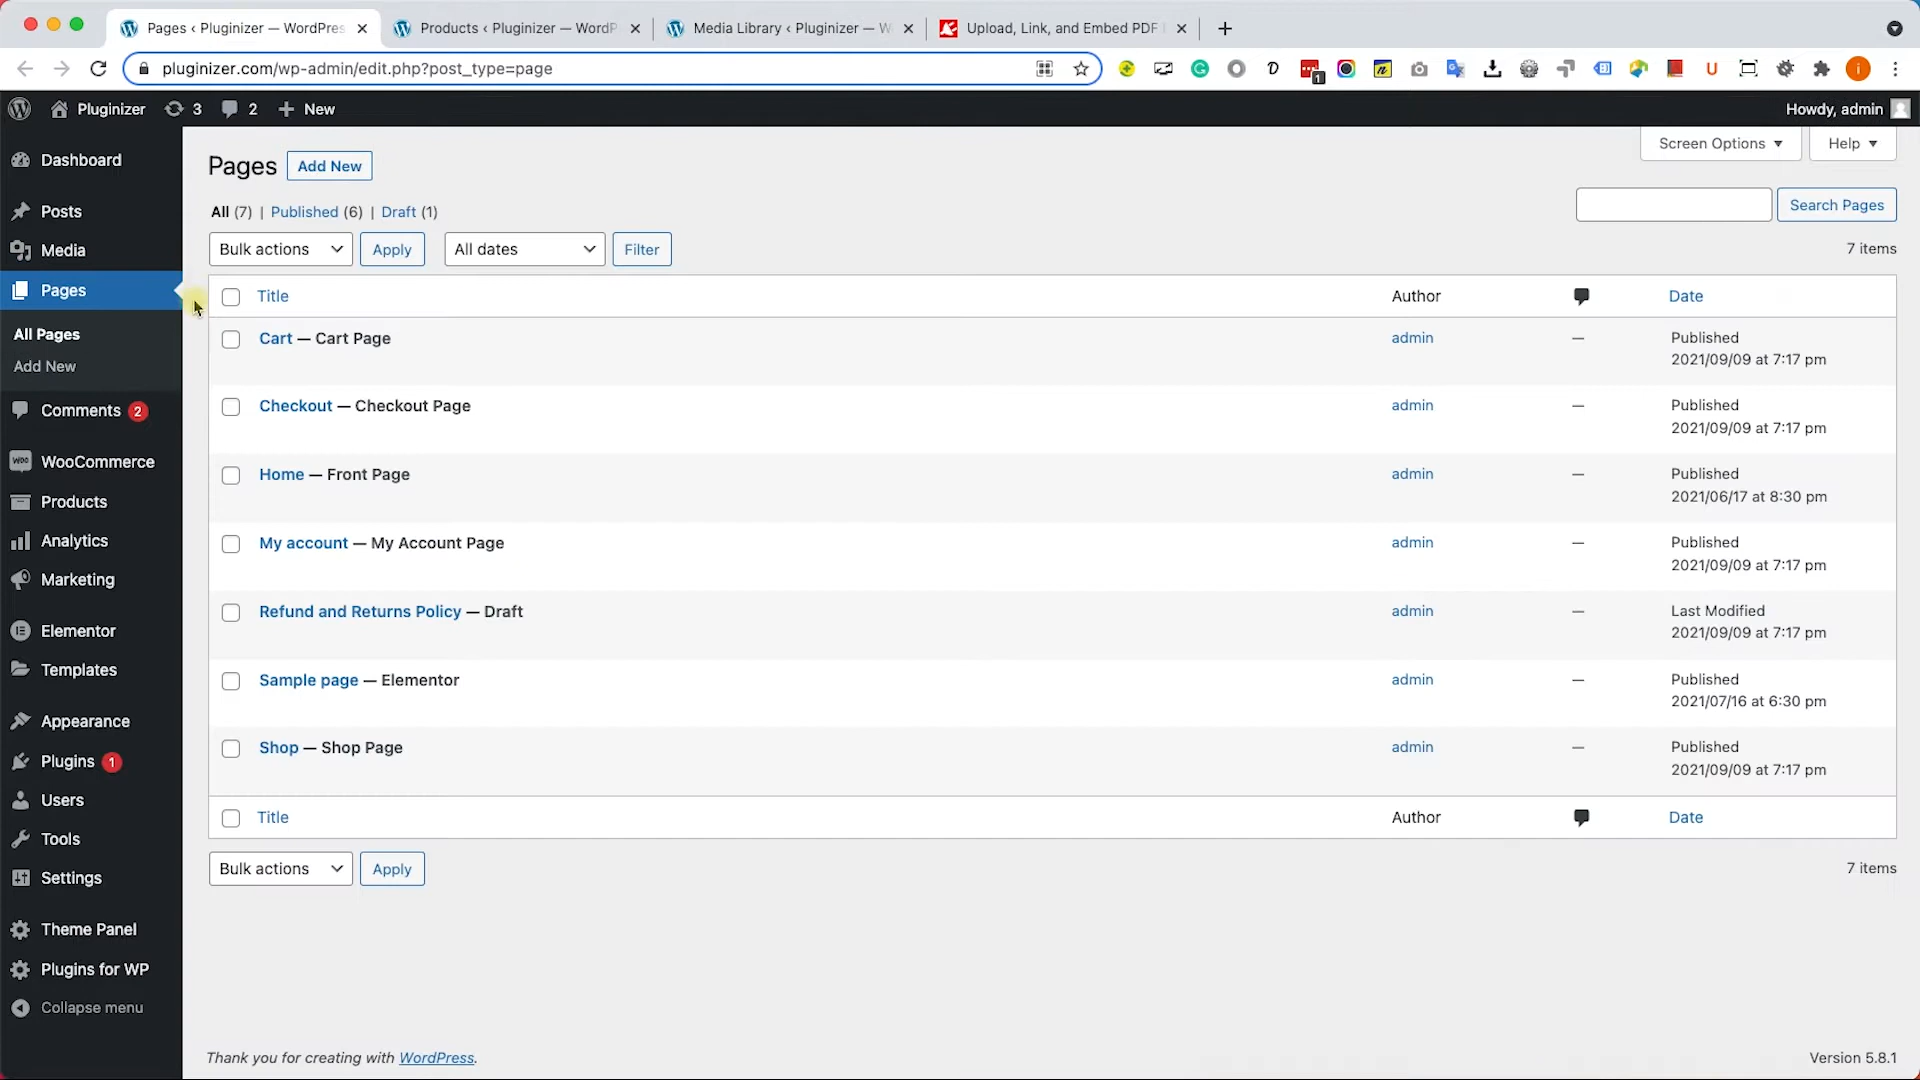 Pages ‹ Pluginizer — WordPres
Products ‹ Pluginizer — WordP
Media Library ‹ Pluginizer — W
Upload, Link, and Embed PDF
pluginizer.com/wp-admin/edit.php?post_type=page
Pluginizer 3 2 New
Howdy, admin
Dashboard
Posts
Media
Pages
All Pages
Add New
Comments 2
WooCommerce
Products
Analytics
Marketing
Elementor
Templates
Appearance
Plugins 1
Users
Tools
Settings
Theme Panel
Plugins for WP
Collapse menu
Screen Options Help
Pages Add New
All (7) | Published (6) | Draft (1)
Search Pages
Bulk actions Apply All dates Filter
7 items
Title Author Date
Cart — Cart Page admin — Published
2021/09/09 at 7:17 pm
Checkout — Checkout Page admin — Published
2021/09/09 at 7:17 pm
Home — Front Page admin — Published
2021/06/17 at 8:30 pm
My account — My Account Page admin — Published
2021/09/09 at 7:17 pm
Refund and Returns Policy — Draft admin — Last Modified
2021/09/09 at 7:17 pm
Sample page — Elementor admin — Published
2021/07/16 at 6:30 pm
Shop — Shop Page admin — Published
2021/09/09 at 7:17 pm
Title Author Date
Bulk actions Apply
7 items
Thank you for creating with WordPress.
Version 5.8.1